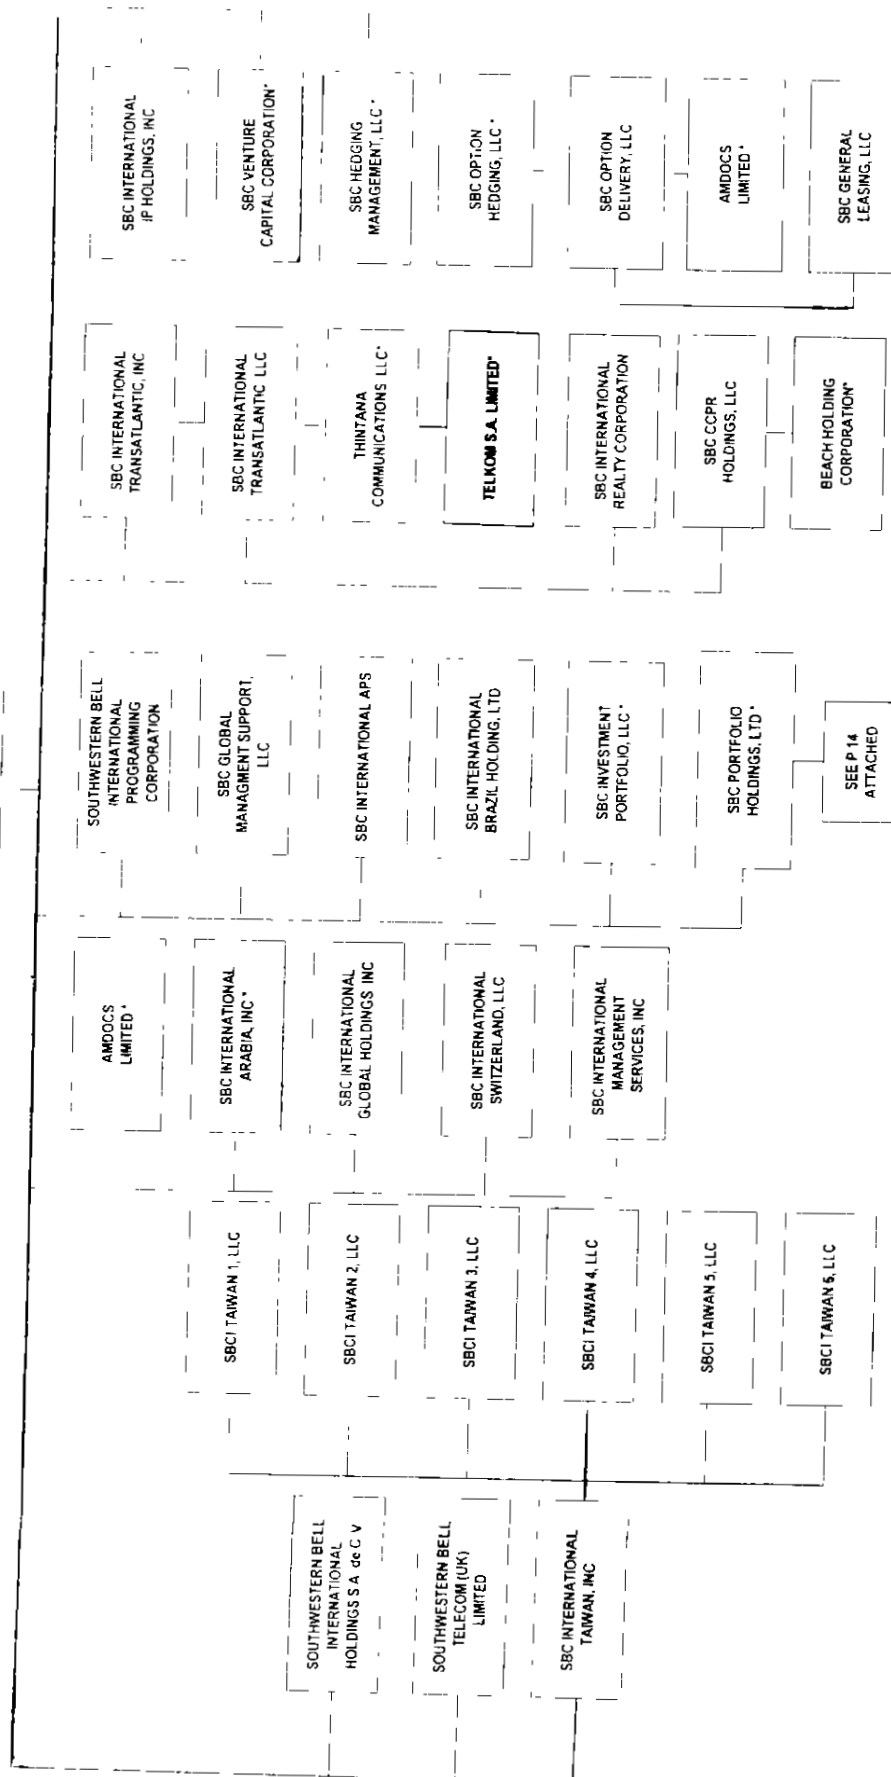 SOUTHWESTERN BELL
INTERNATIONAL
HOLDINGS S A de C V
SOUTHWESTERN BELL
TELECOM (UK)
LIMITED
SBC INTERNATIONAL
TAIWAN, INC
SBCI TAIWAN 1, LLC
SBCI TAIWAN 2, LLC
SBCI TAIWAN 3, LLC
SBCI TAIWAN 4, LLC
SBCI TAIWAN 5, LLC
SBCI TAIWAN 6, LLC
AMDOCS
LIMITED *
SBC INTERNATIONAL
ARABIA, INC *
SBC INTERNATIONAL
GLOBAL HOLDINGS INC
SBC INTERNATIONAL
SWITZERLAND, LLC
SBC INTERNATIONAL
MANAGEMENT
SERVICES, INC
SOUTHWESTERN BELL
INTERNATIONAL
PROGRAMMING
CORPORATION
SBC GLOBAL
MANAGMENT SUPPORT,
LLC
SBC INTERNATIONAL APS
SBC INTERNATIONAL
BRAZIL HOLDING, LTD
SBC INVESTMENT
PORTFOLIO, LLC *
SBC PORTFOLIO
HOLDINGS, LTD *
SEE P 14
ATTACHED
SBC INTERNATIONAL
TRANSATLANTIC, INC
SBC INTERNATIONAL
TRANSATLANTIC LLC
THINTANA
COMMUNICATIONS LLC*
TELKOM S.A. LIMITED*
SBC INTERNATIONAL
REALTY CORPORATION
SBC CCPR
HOLDINGS, LLC
BEACH HOLDING
CORPORATION*
SBC INTERNATIONAL
IP HOLDINGS, INC
SBC VENTURE
CAPITAL CORPORATION*
SBC HEDGING
MANAGEMENT, LLC *
SBC OPTION
HEDGING, LLC *
SBC OPTION
DELIVERY, LLC
AMDOCS
LIMITED *
SBC GENERAL
LEASING, LLC